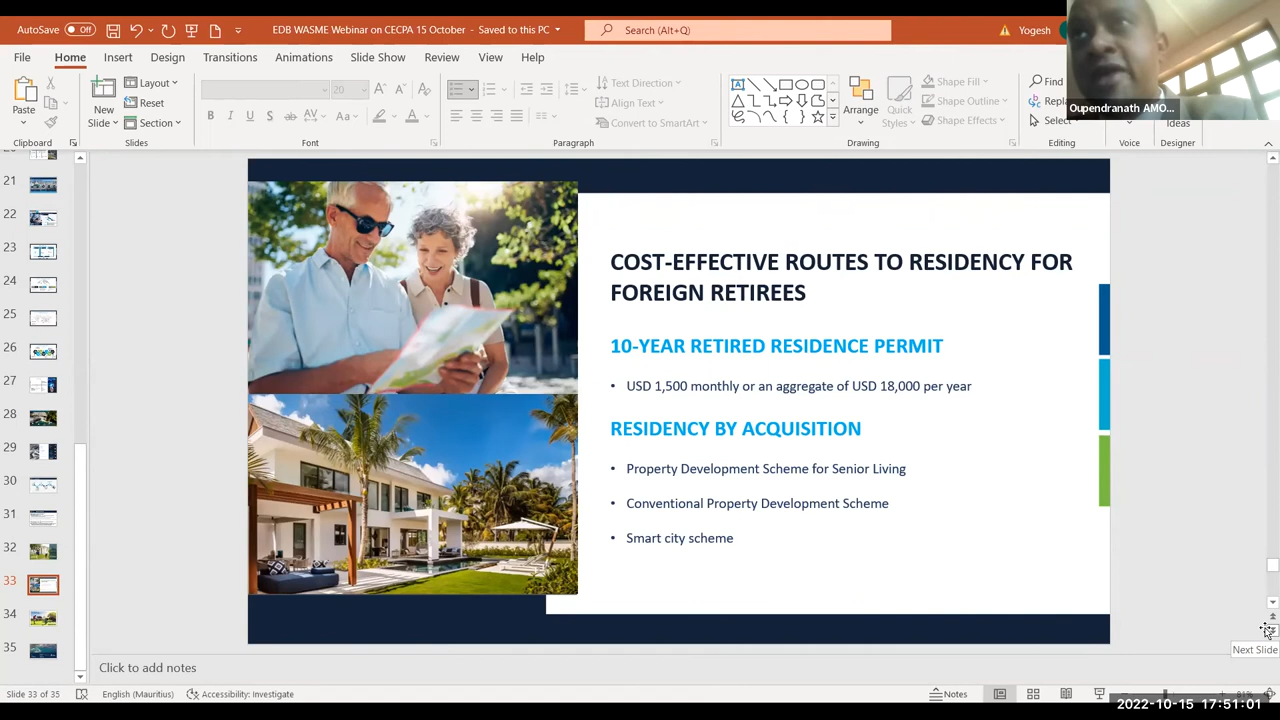 AutoSave Off
EDB WASME Webinar on CECPA 15 October - Saved to this PC
Search (Alt+Q)
Yogesh
File Home Insert Design Transitions Animations Slide Show Review View Help
Oupendranath AMO...
Paste
New
Slide
Layout
Reset
Section
20
Text Direction
Align Text
Convert to SmartArt
Arrange
Quick
Styles
Shape Fill
Shape Outline
Shape Effects
Find
Select
Ideas
Clipboard
Slides
Font
Paragraph
Drawing
Editing
Voice
Designer
21
22
23
24
25
26
27
28
29
30
31
32
33
34
35
COST-EFFECTIVE ROUTES TO RESIDENCY FOR
FOREIGN RETIREES
10-YEAR RETIRED RESIDENCE PERMIT
• USD 1,500 monthly or an aggregate of USD 18,000 per year
RESIDENCY BY ACQUISITION
• Property Development Scheme for Senior Living
• Conventional Property Development Scheme
• Smart city scheme
Next Slide
Click to add notes
Slide 33 of 35
English (Mauritius)
Accessibility: Investigate
Notes
81%
2022-10-15 17:51:01